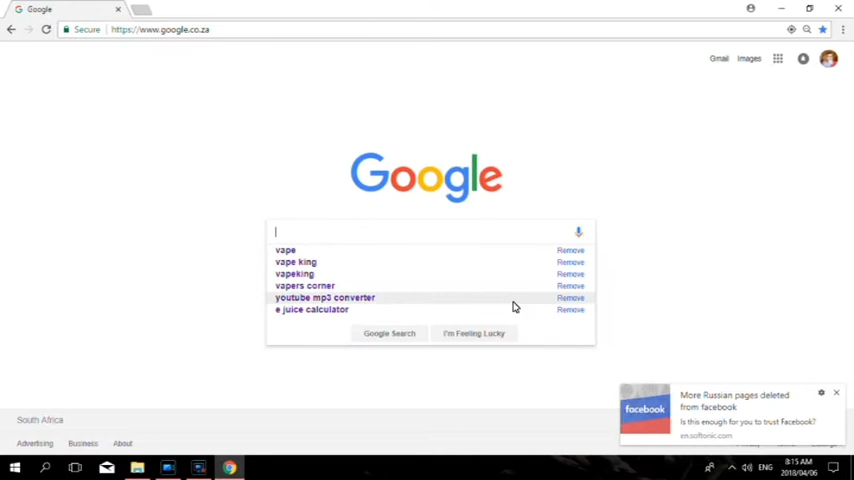 Google
Secure
https://www.google.co.za
Gmail
Images
Google
vape
Remove
vape king
Remove
vapeking
Remove
vapers corner
Remove
youtube mp3 converter
Remove
e juice calculator
Remove
Google Search
I'm Feeling Lucky
More Russian pages deleted
from facebook
Is this enough for you to trust Facebook?
en.softonic.com
facebook
South Africa
Advertising
Business
About
ENG
8:15 AM
2018/04/06